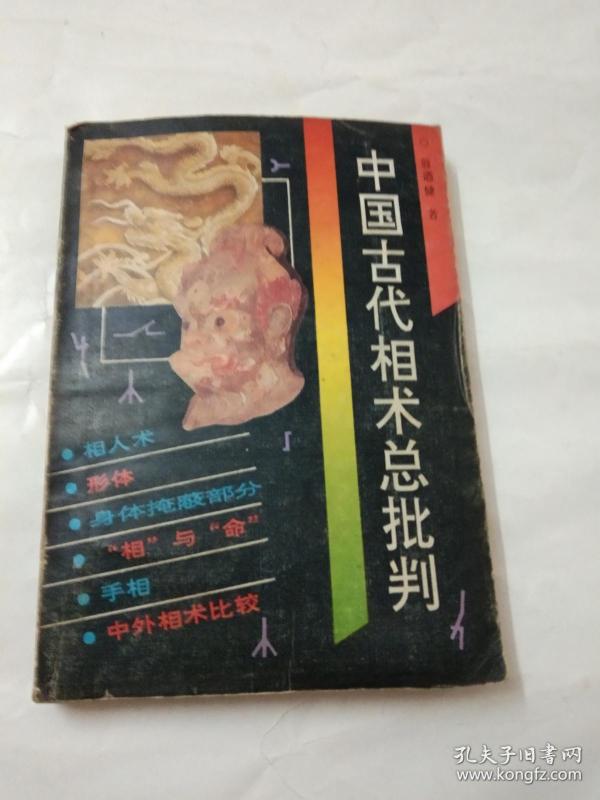 中国古代相术总批判
著
相人术
形体
身体掩蔽部分
“相”与“命”
手相
中外相术比较
孔夫子旧书网
www.kongfz.com